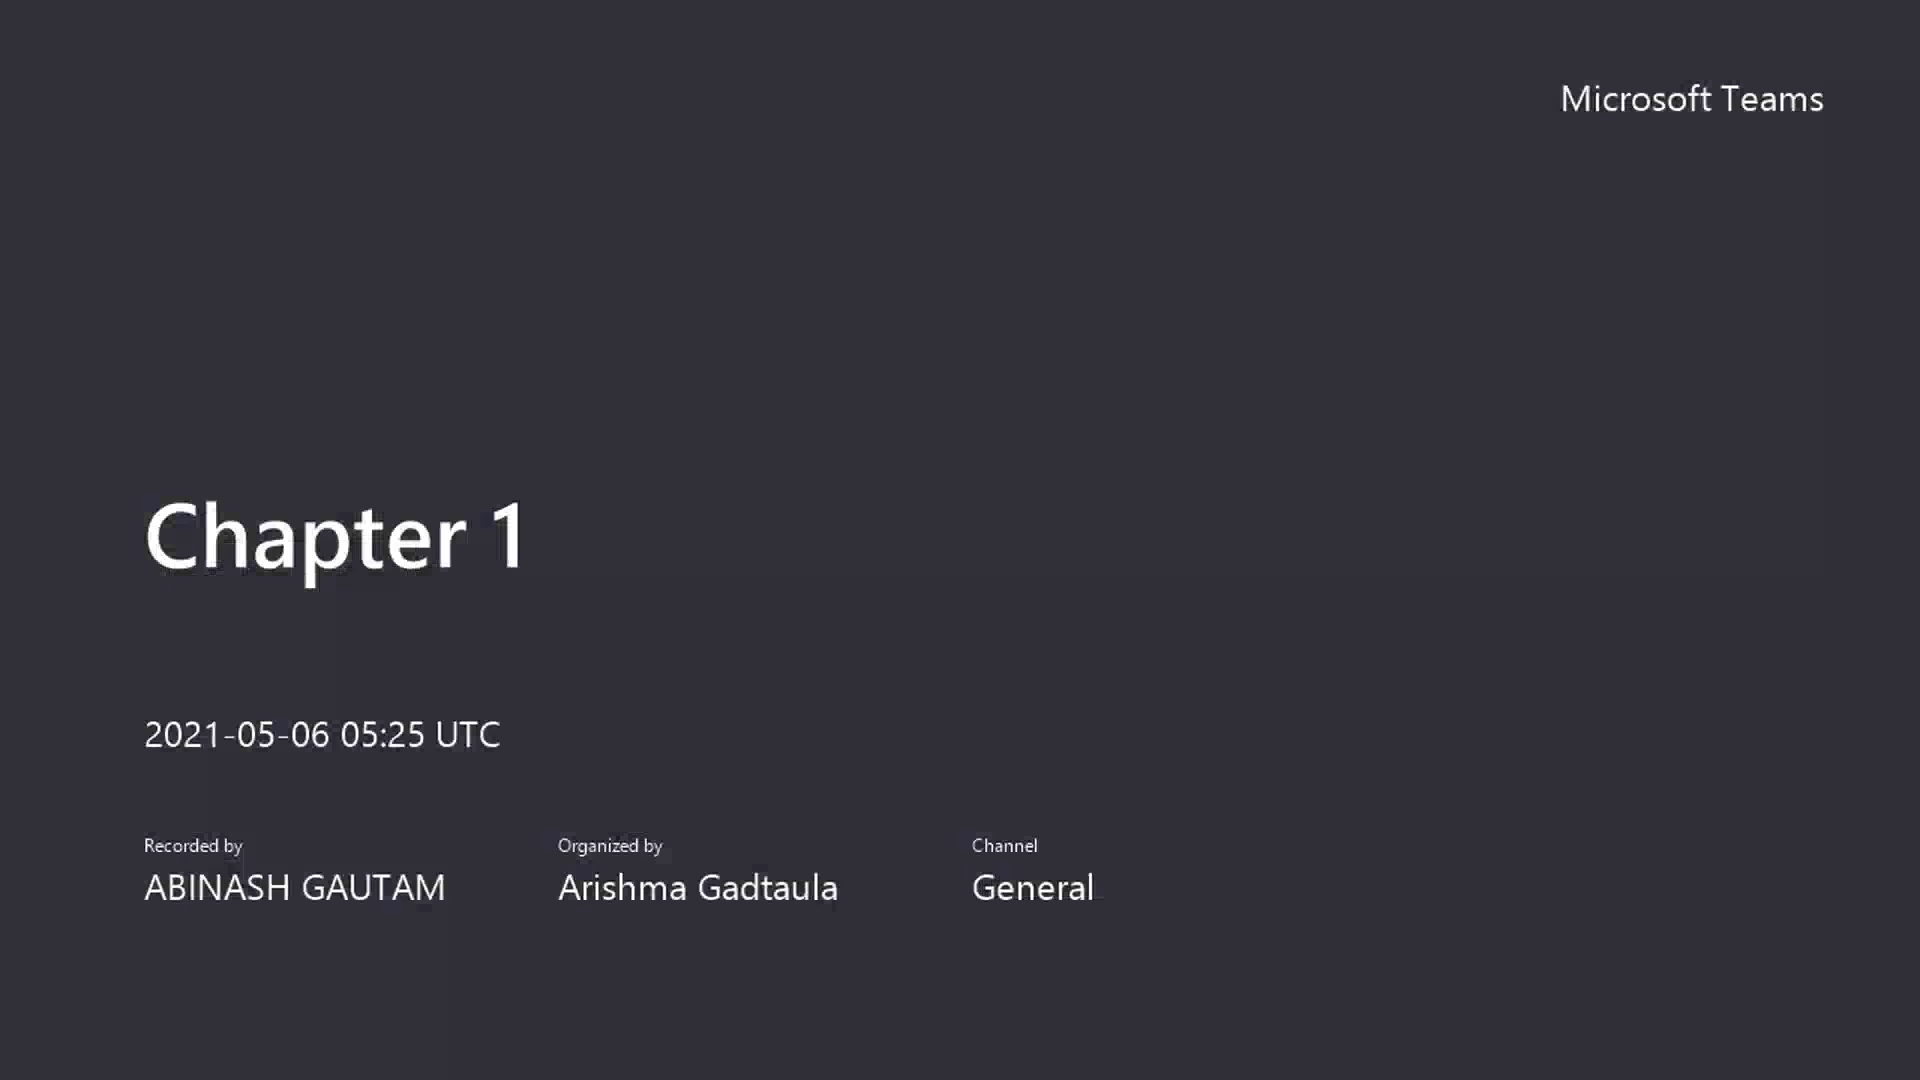 Microsoft Teams
Chapter 1
2021-05-06 05:25 UTC
Recorded by
ABINASH GAUTAM
Organized by
Arishma Gadtaula
Channel
General